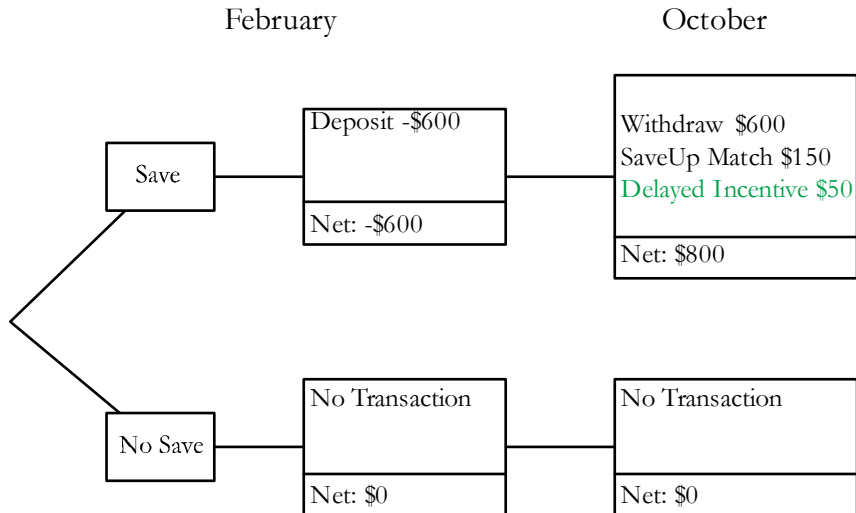 February
October
Save
Deposit -$600
Net: -$600
Withdraw $600
SaveUp Match $150
Delayed Incentive $50
Net: $800
No Save
No Transaction
Net: $0
No Transaction
Net: $0